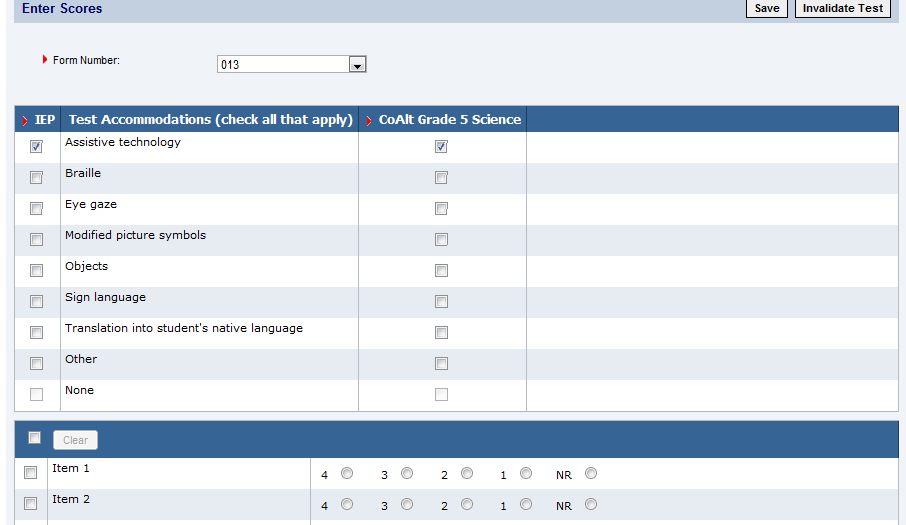 Enter Scores Save Invalidate Test
Form Number: 013
IEP Test Accommodations (check all that apply) CoAlt Grade 5 Science
Assistive technology
Braille
Eye gaze
Modified picture symbols
Objects
Sign language
Translation into student's native language
Other
None
Clear
Item 1 4 3 2 1 NR
Item 2 4 3 2 1 NR